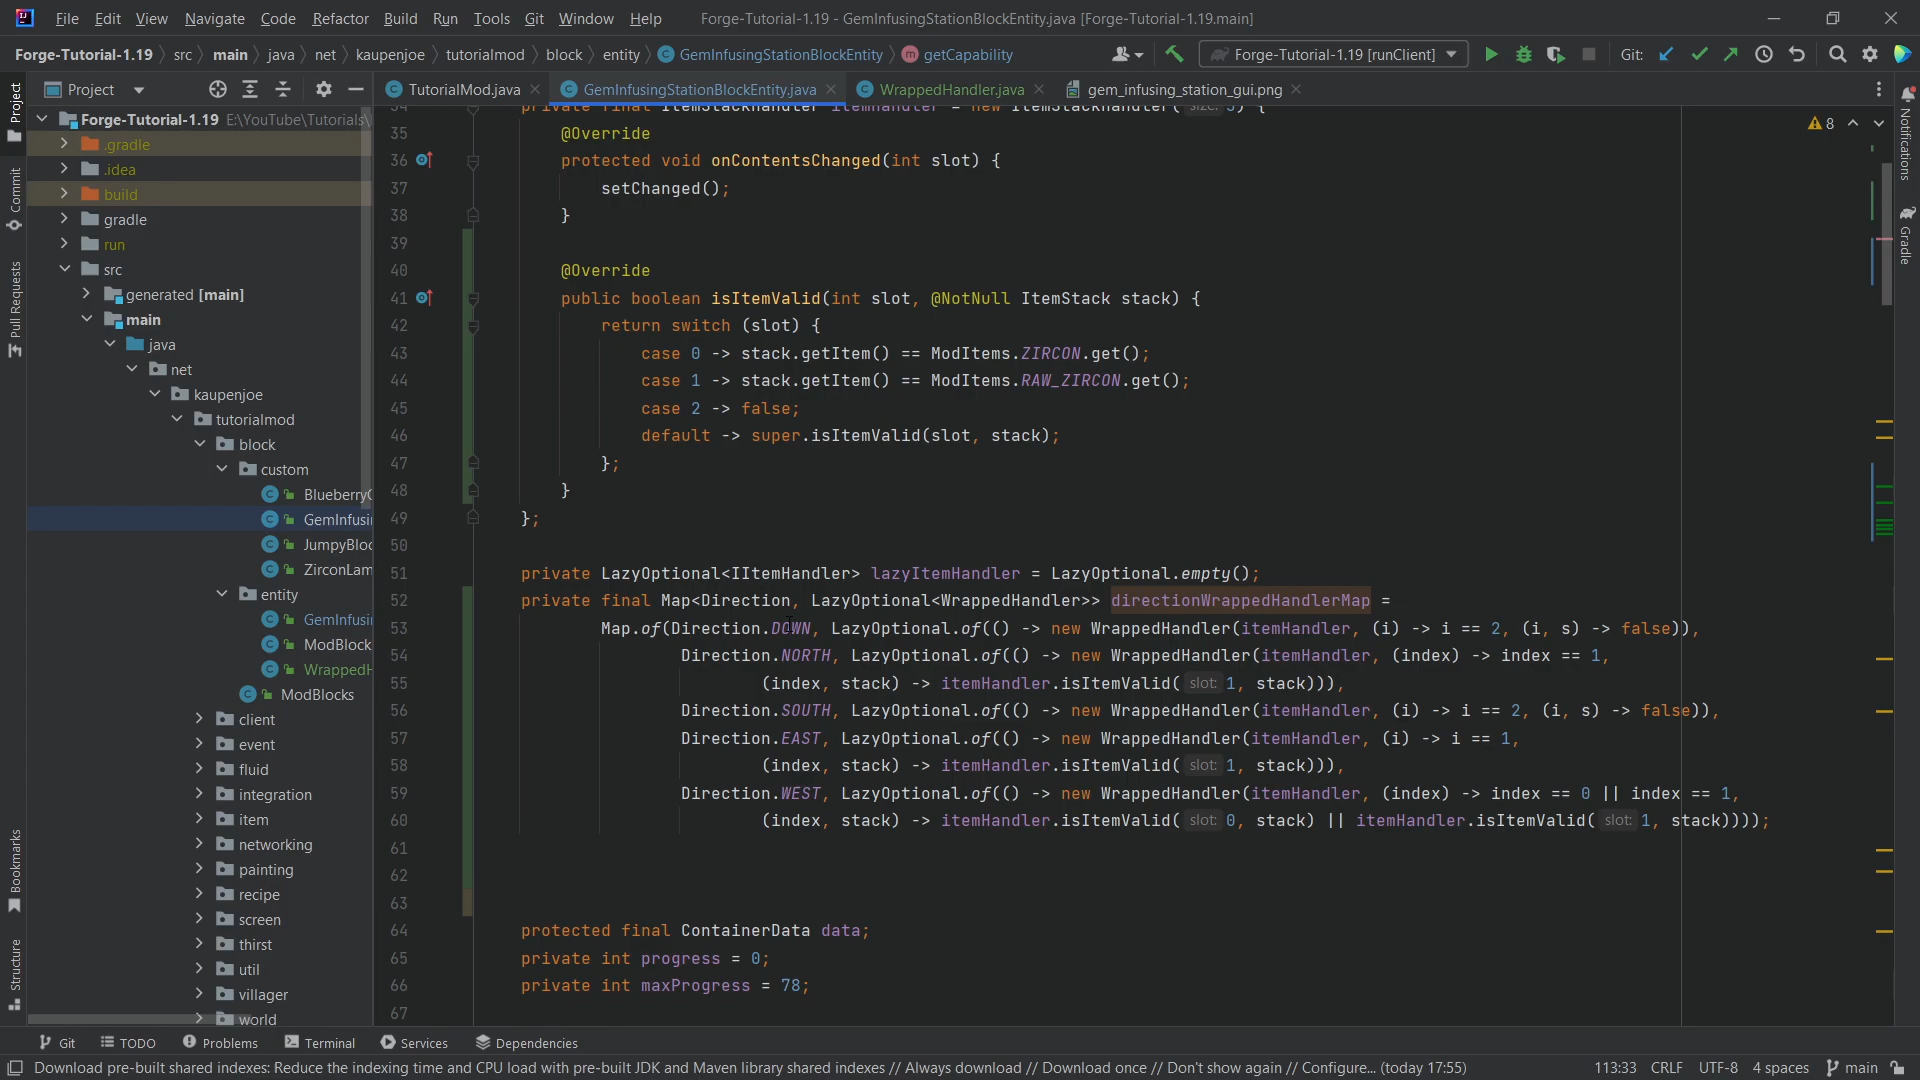 File Edit View Navigate Code Refactor Build Run Tools Git Window Help Forge-Tutorial-1.19 - GemInfusingStationBlockEntity.java [Forge-Tutorial-1.19.main]
Forge-Tutorial-1.19 src main java net kaupenjoe tutorialmod block entity GemInfusingStationBlockEntity getCapability Forge-Tutorial-1.19 [runClient] Git:
Project TutorialMod.java GemInfusingStationBlockEntity.java WrappedHandler.java gem_infusing_station_gui.png
Project
Commit
Pull Requests
Bookmarks
Structure
Notifications
Gradle
Forge-Tutorial-1.19 E:\YouTube\Tutorials\
.gradle
.idea
build
gradle
run
src
generated [main]
main
java
net
kaupenjoe
tutorialmod
block
custom
BlueberryC
GemInfusi
JumpyBloc
ZirconLam
entity
GemInfusi
ModBlock
WrappedH
ModBlocks
client
event
fluid
integration
item
networking
painting
recipe
screen
thirst
util
villager
world
8
34 private final ItemStackHandler itemHandler = new ItemStackHandler( size: 3) {
35 @Override
36 protected void onContentsChanged(int slot) {
37 setChanged();
38 }
39
40 @Override
41 public boolean isItemValid(int slot, @NotNull ItemStack stack) {
42 return switch (slot) {
43 case 0 -> stack.getItem() == ModItems.ZIRCON.get();
44 case 1 -> stack.getItem() == ModItems.RAW_ZIRCON.get();
45 case 2 -> false;
46 default -> super.isItemValid(slot, stack);
47 };
48 }
49 };
50
51 private LazyOptional<IItemHandler> lazyItemHandler = LazyOptional.empty();
52 private final Map<Direction, LazyOptional<WrappedHandler>> directionWrappedHandlerMap =
53 Map.of(Direction.DOWN, LazyOptional.of(() -> new WrappedHandler(itemHandler, (i) -> i == 2, (i, s) -> false)),
54 Direction.NORTH, LazyOptional.of(() -> new WrappedHandler(itemHandler, (index) -> index == 1,
55 (index, stack) -> itemHandler.isItemValid( slot: 1, stack))),
56 Direction.SOUTH, LazyOptional.of(() -> new WrappedHandler(itemHandler, (i) -> i == 2, (i, s) -> false)),
57 Direction.EAST, LazyOptional.of(() -> new WrappedHandler(itemHandler, (i) -> i == 1,
58 (index, stack) -> itemHandler.isItemValid( slot: 1, stack))),
59 Direction.WEST, LazyOptional.of(() -> new WrappedHandler(itemHandler, (index) -> index == 0 || index == 1,
60 (index, stack) -> itemHandler.isItemValid( slot: 0, stack) || itemHandler.isItemValid( slot: 1, stack))));
61
62
63
64 protected final ContainerData data;
65 private int progress = 0;
66 private int maxProgress = 78;
67
Git TODO Problems Terminal Services Dependencies
Download pre-built shared indexes: Reduce the indexing time and CPU load with pre-built JDK and Maven library shared indexes // Always download // Download once // Don't show again // Configure... (today 17:55) 113:33 CRLF UTF-8 4 spaces main